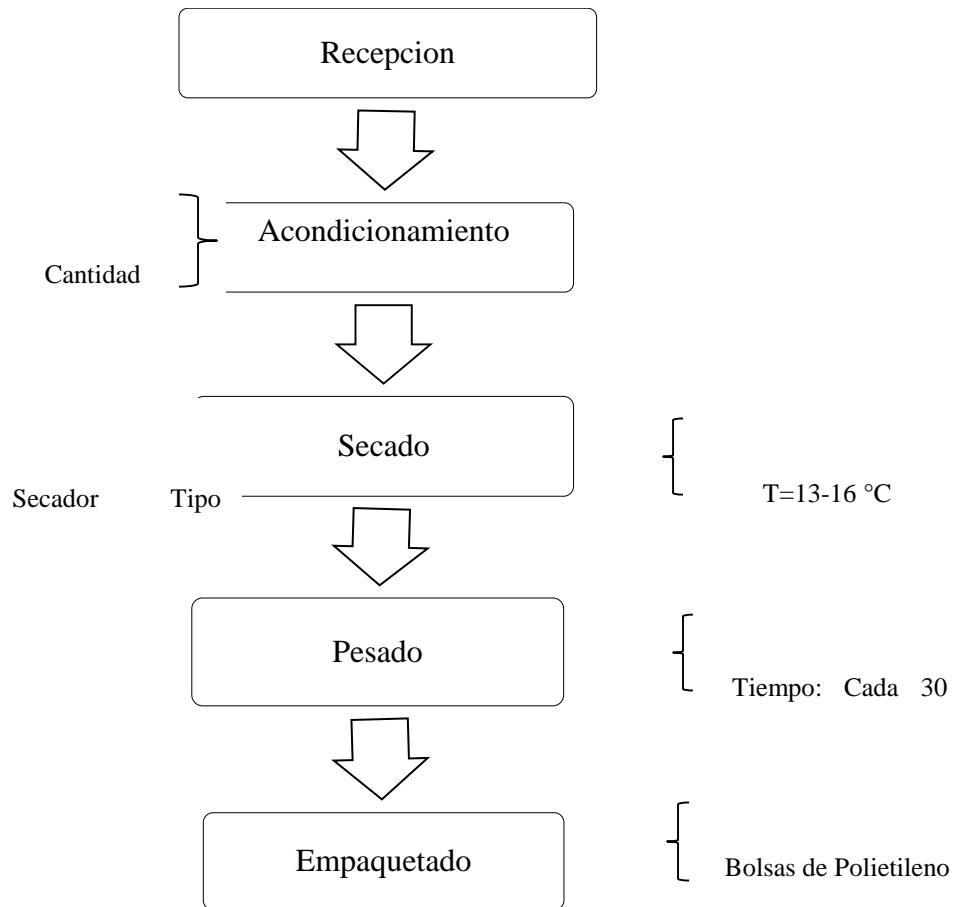 Recepcion
Acondicionamiento
Cantidad
Secado
Secador Tipo
T=13-16 °C
Pesado
Tiempo: Cada 30
Empaquetado
Bolsas de Polietileno